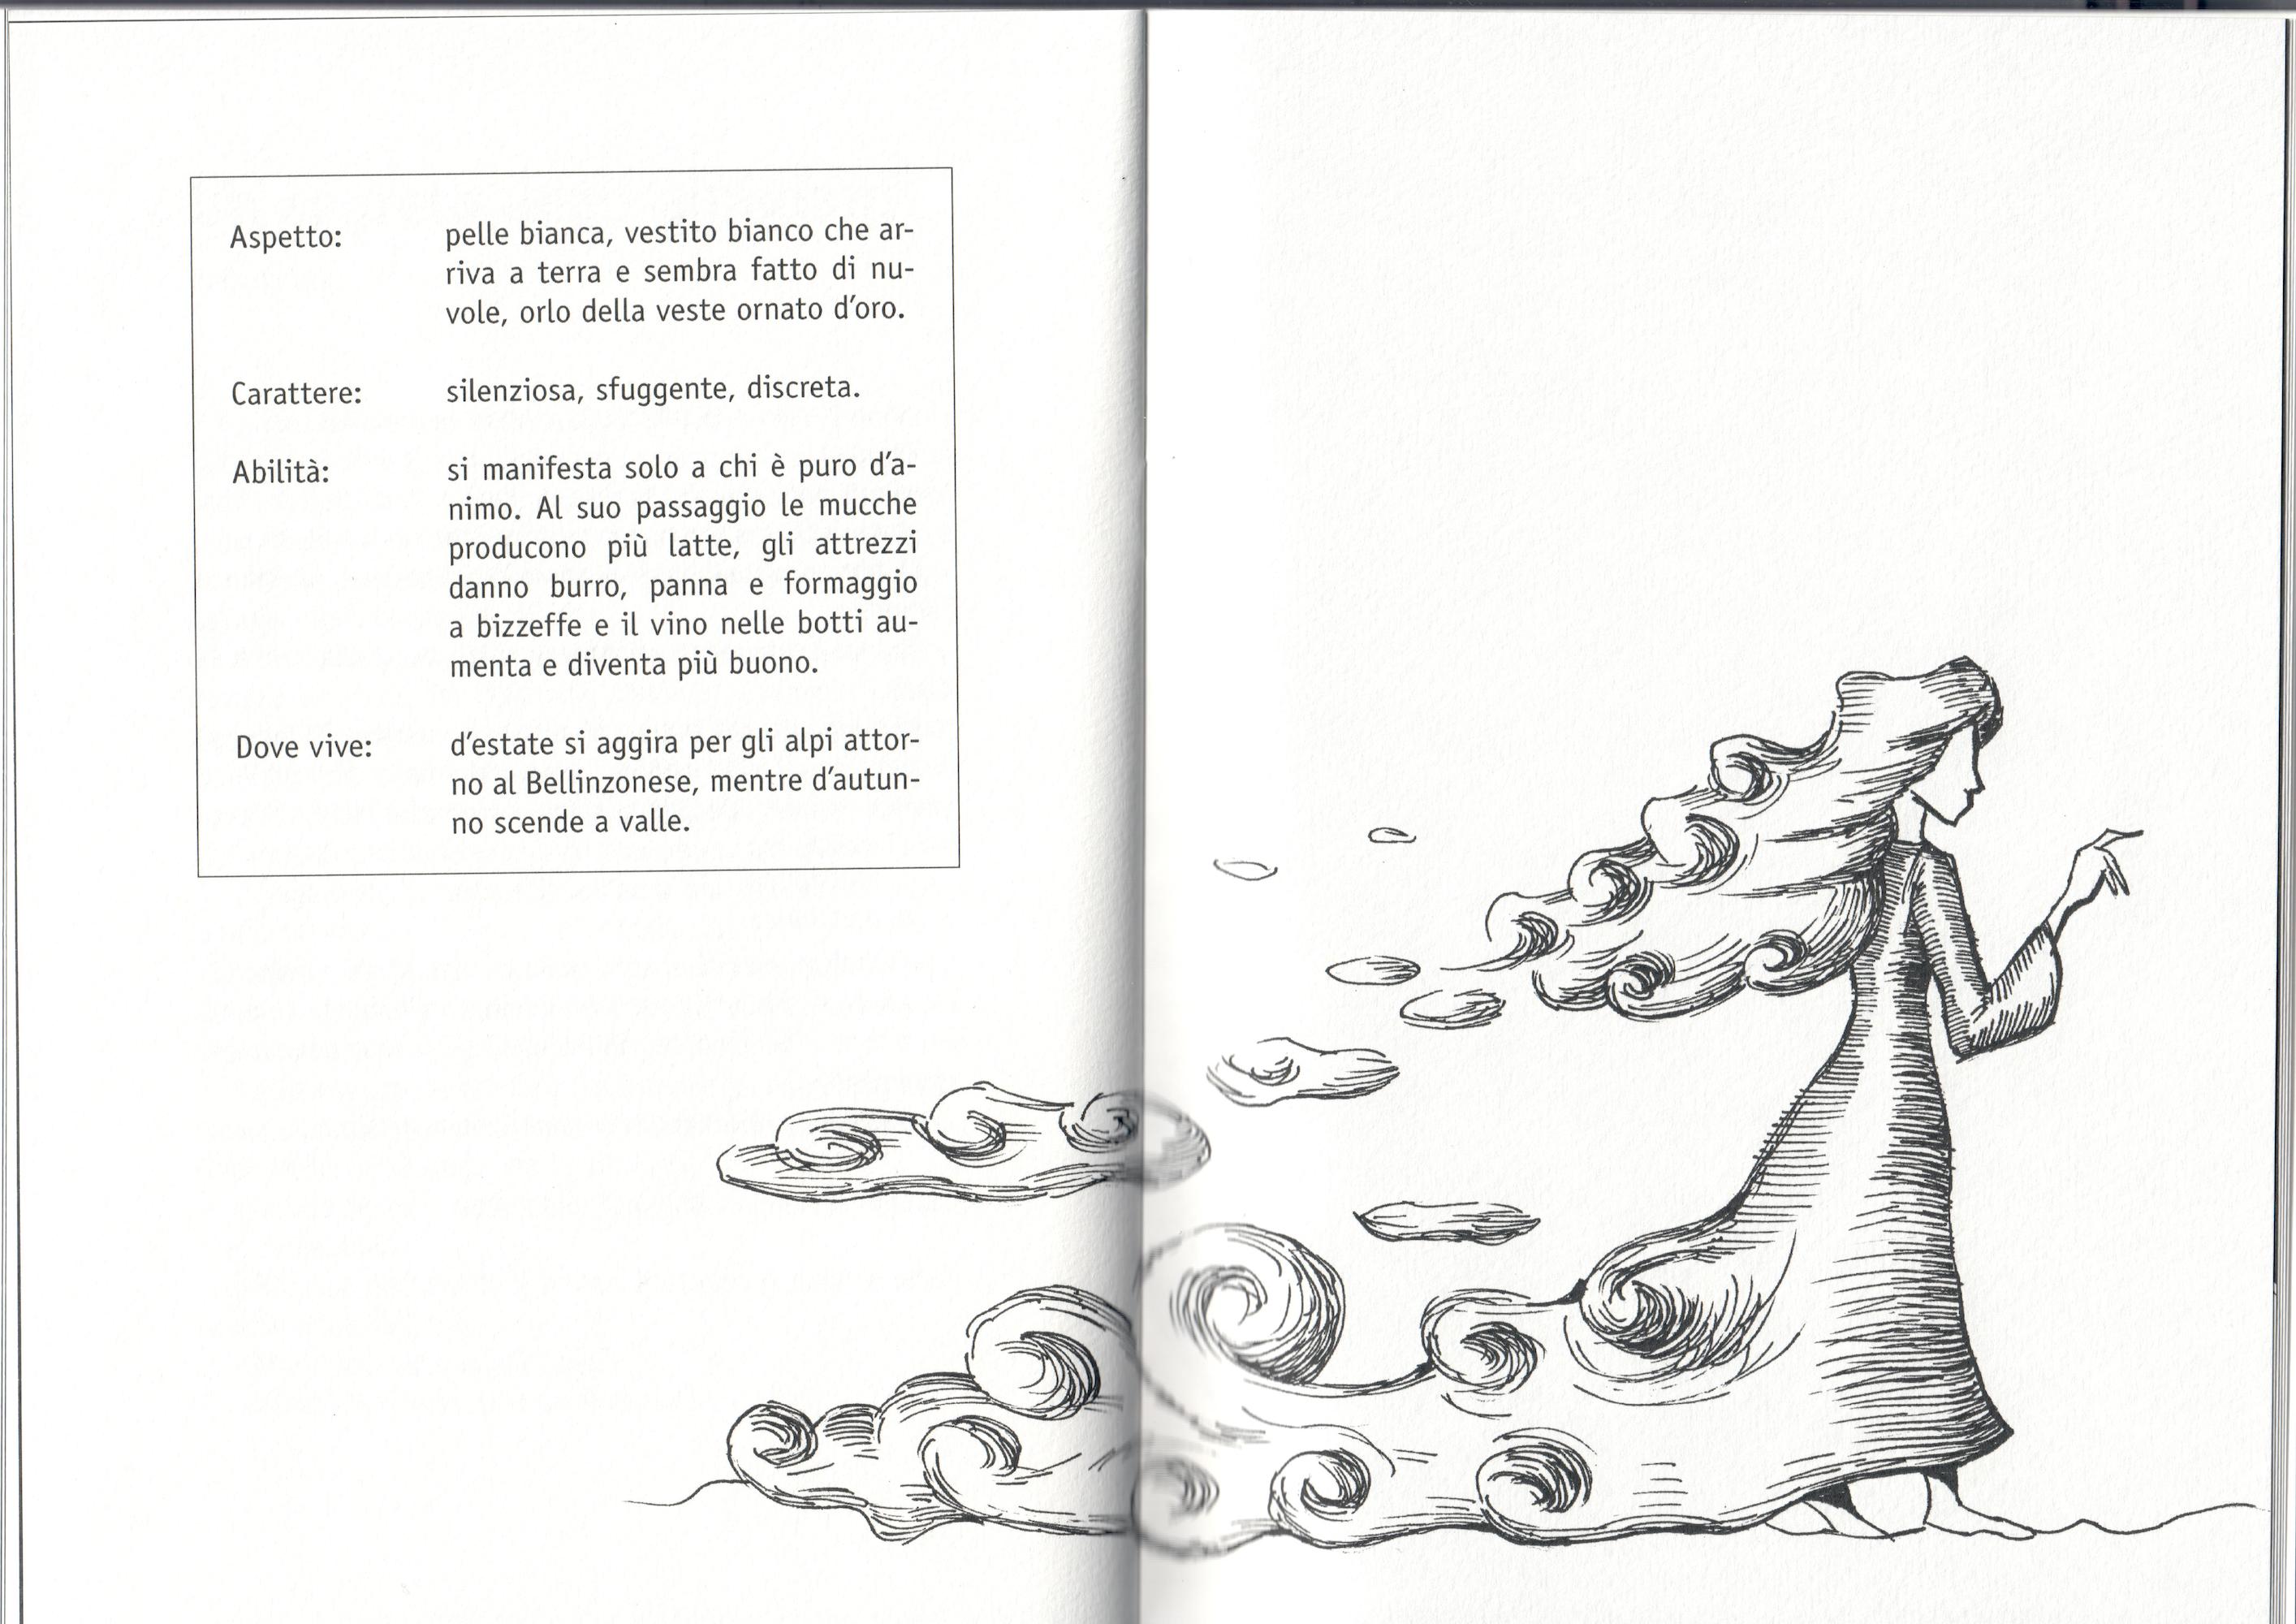 Aspetto: pelle bianca, vestito bianco che ar-
riva a terra e sembra fatto di nu-
vole, orlo della veste ornato d'oro.
Carattere: silenziosa, sfuggente, discreta.
Abilità: si manifesta solo a chi è puro d'a-
nimo. Al suo passaggio le mucche
producono più latte, gli attrezzi
danno burro, panna e formaggio
a bizzeffe e il vino nelle botti au-
menta e diventa più buono.
Dove vive: d'estate si aggira per gli alpi attor-
no al Bellinzonese, mentre d'autun-
no scende a valle.